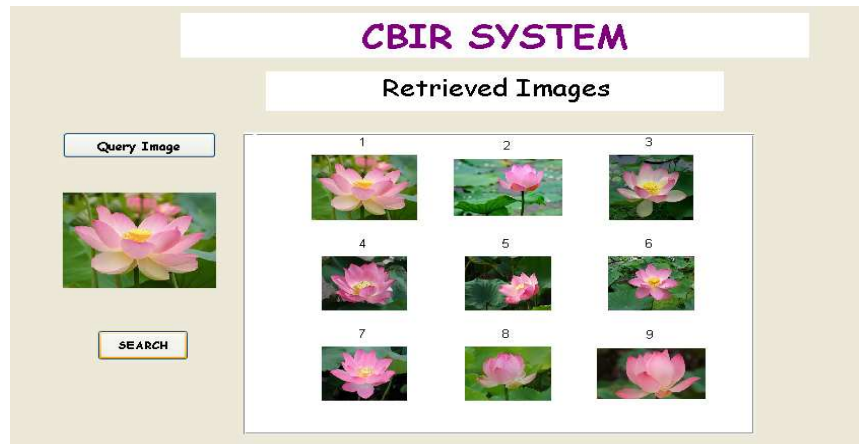 CBIR SYSTEM
Retrieved Images
Query Image
1 2 3
4 5 6
SEARCH
7 8 9